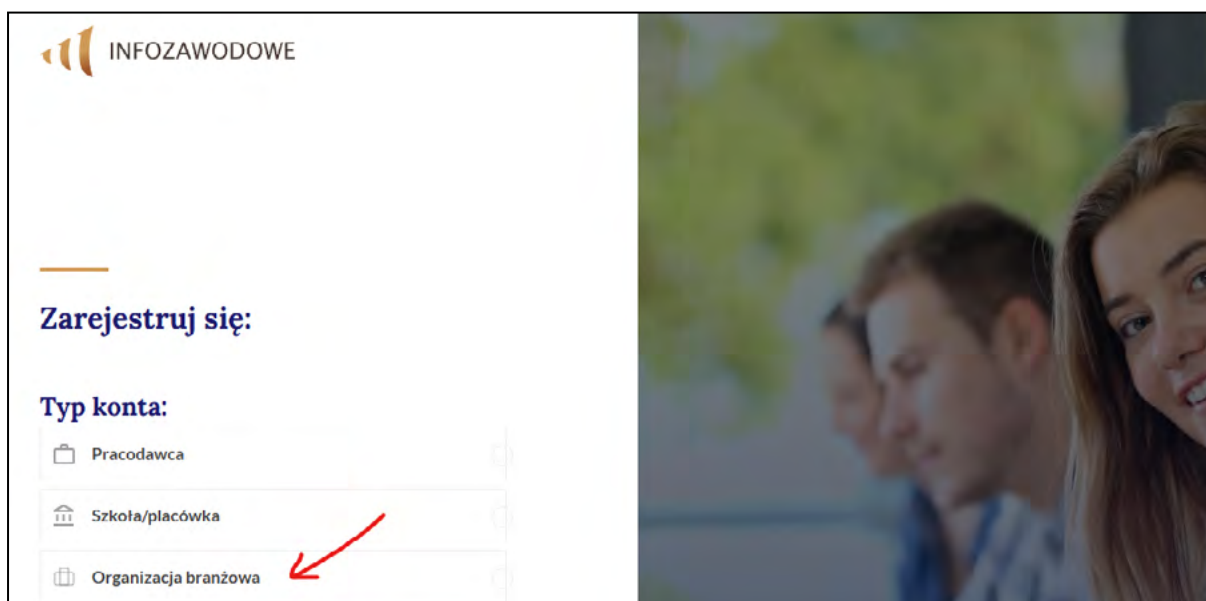 INFOZAWODOWE
Zarejestruj się:
Typ konta:
Pracodawca
Szkoła/placówka
Organizacja branżowa